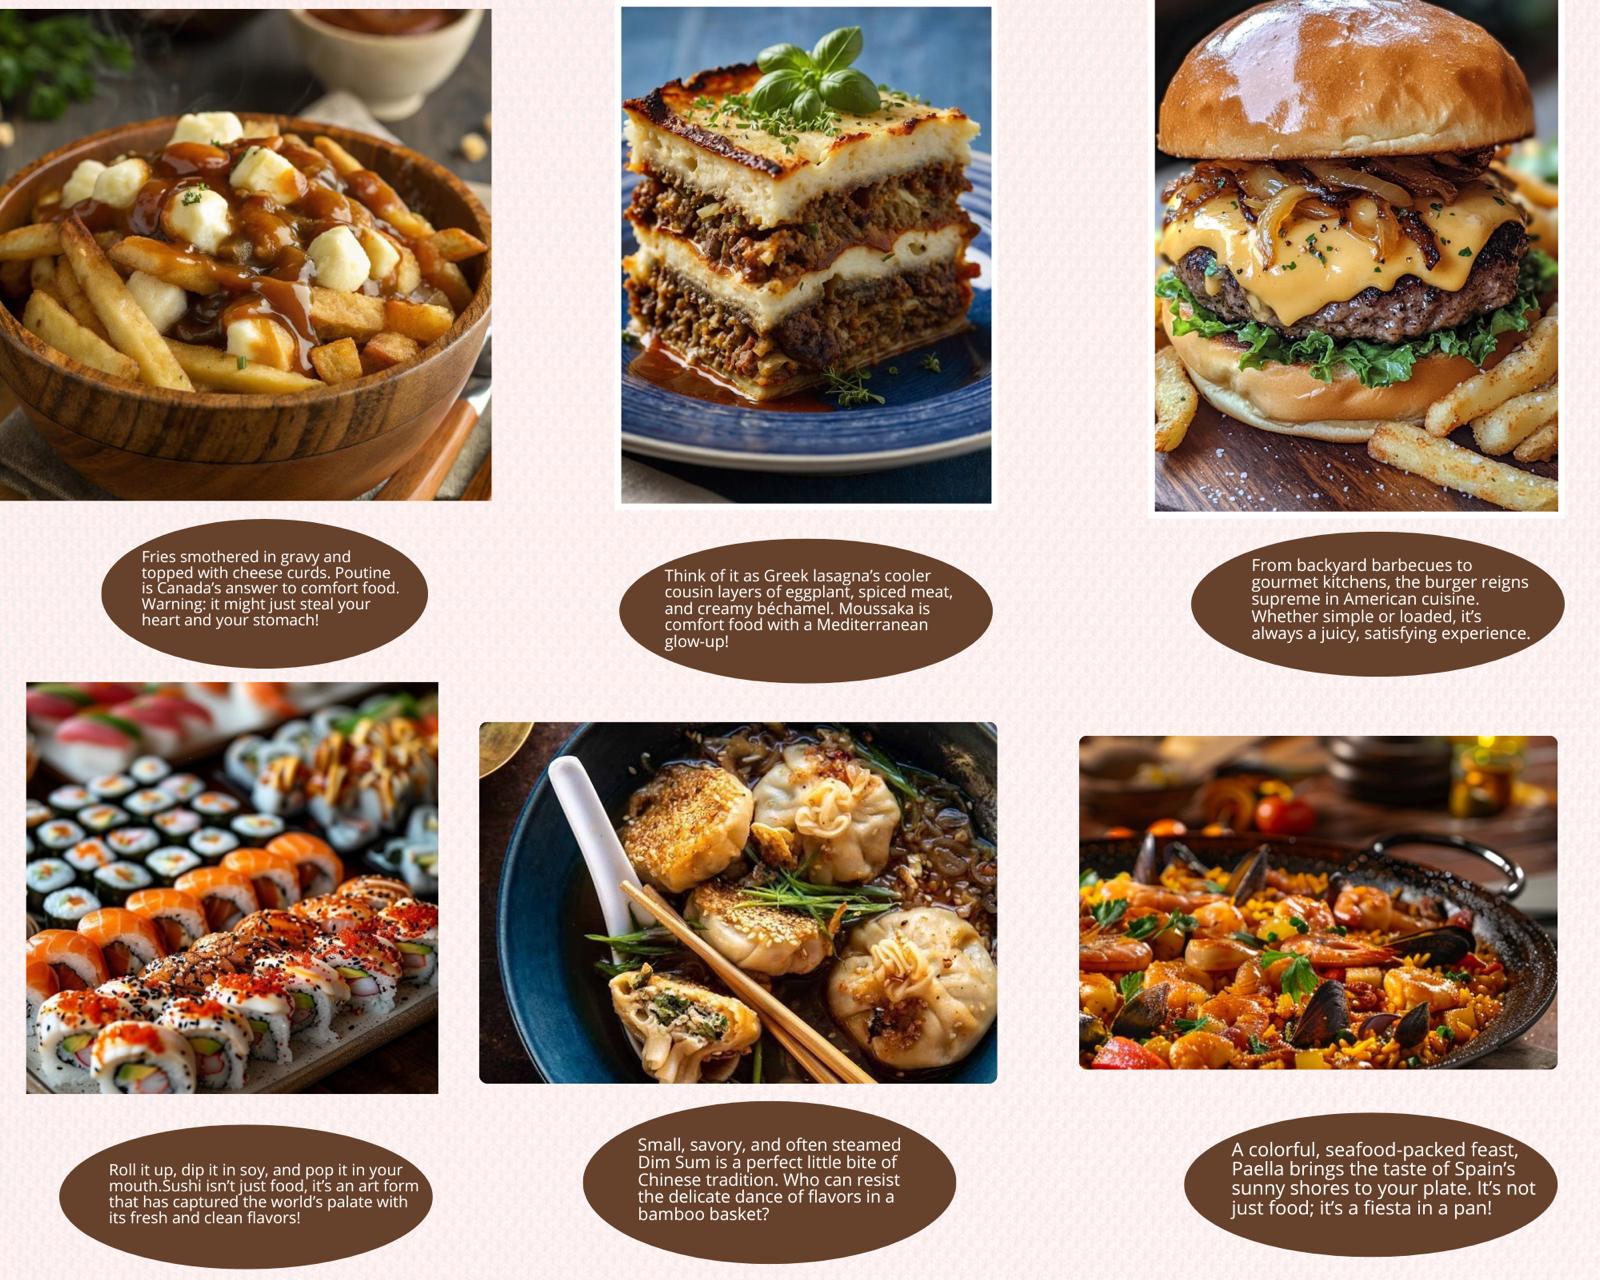 Fries smothered in gravy and
topped with cheese curds. Poutine
is Canada’s answer to comfort food.
Warning: it might just steal your
heart and your stomach!
Think of it as Greek lasagna’s cooler
cousin layers of eggplant, spiced meat,
and creamy béchamel. Moussaka is
comfort food with a Mediterranean
glow-up!
From backyard barbecues to
gourmet kitchens, the burger reigns
supreme in American cuisine.
Whether simple or loaded, it’s
always a juicy, satisfying experience.
Roll it up, dip it in soy, and pop it in your
mouth.Sushi isn’t just food, it’s an art form
that has captured the world’s palate with
its fresh and clean flavors!
Small, savory, and often steamed
Dim Sum is a perfect little bite of
Chinese tradition. Who can resist
the delicate dance of flavors in a
bamboo basket?
A colorful, seafood-packed feast,
Paella brings the taste of Spain’s
sunny shores to your plate. It’s not
just food; it’s a fiesta in a pan!